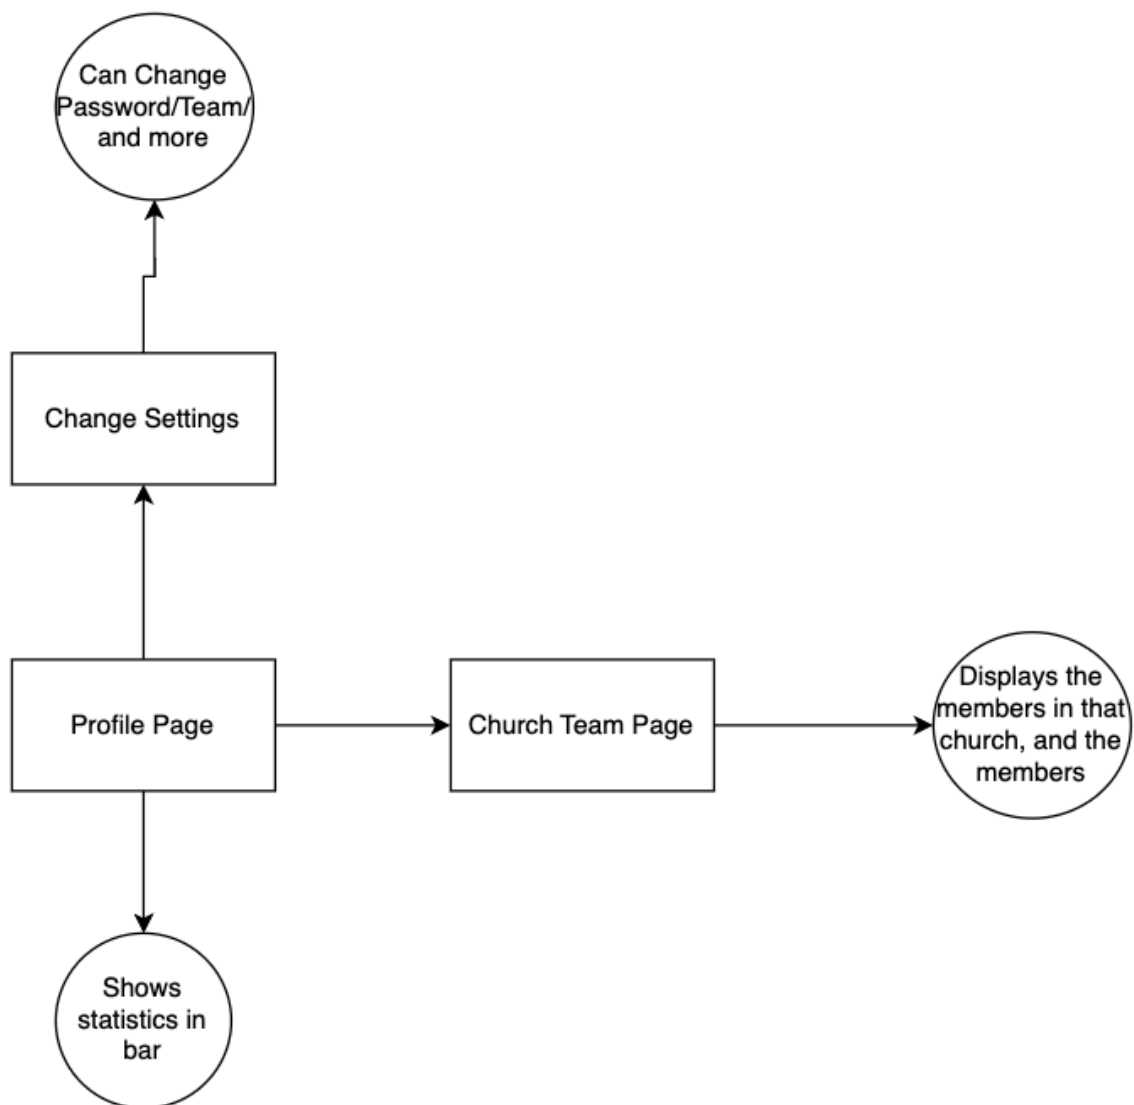 Can Change
Password/Team/
and more
Change Settings
Profile Page
Church Team Page
Displays the
members in that
church, and the
members
Shows
statistics in
bar